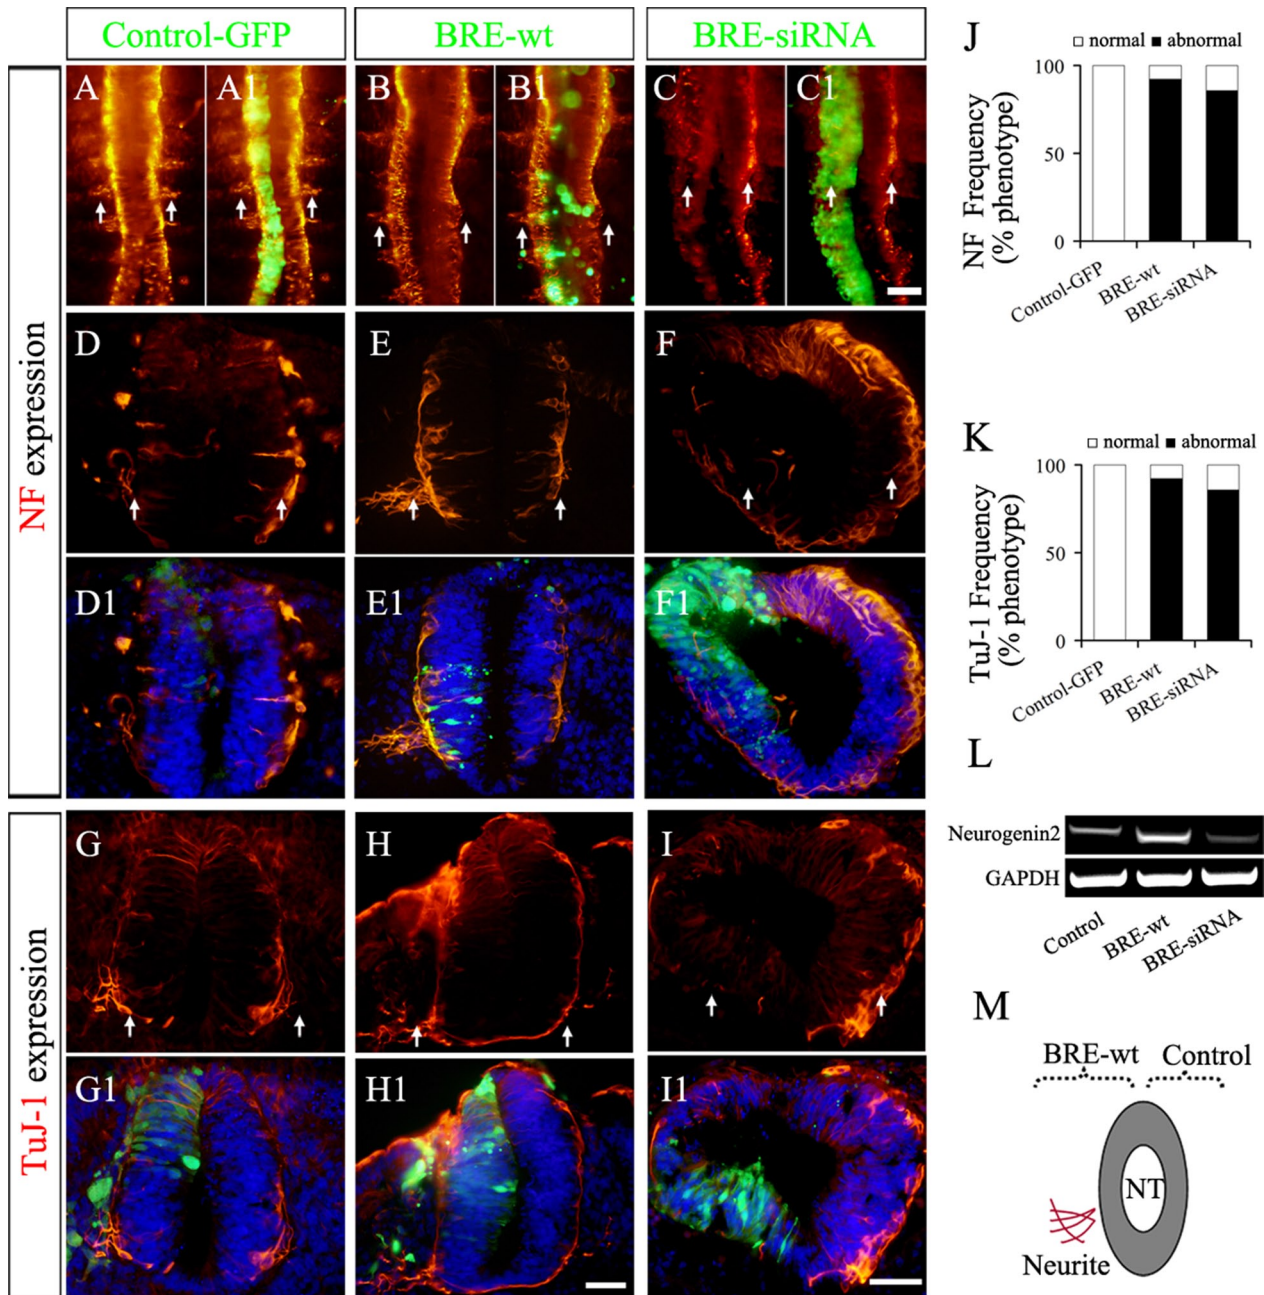 Control-GFP
BRE-wt
BRE-siRNA
NF expression
A
A1
B
B1
C
C1
D
E
F
D1
E1
F1
TuJ-1 expression
G
H
I
G1
H1
I1
J
normal abnormal
NF Frequency
(% phenotype)
100
50
0
Control-GFP
BRE-wt
BRE-siRNA
K
normal abnormal
TuJ-1 Frequency
(% phenotype)
100
50
0
Control-GFP
BRE-wt
BRE-siRNA
L
Neurogenin2
GAPDH
Control
BRE-wt
BRE-siRNA
M
BRE-wt Control
NT
Neurite